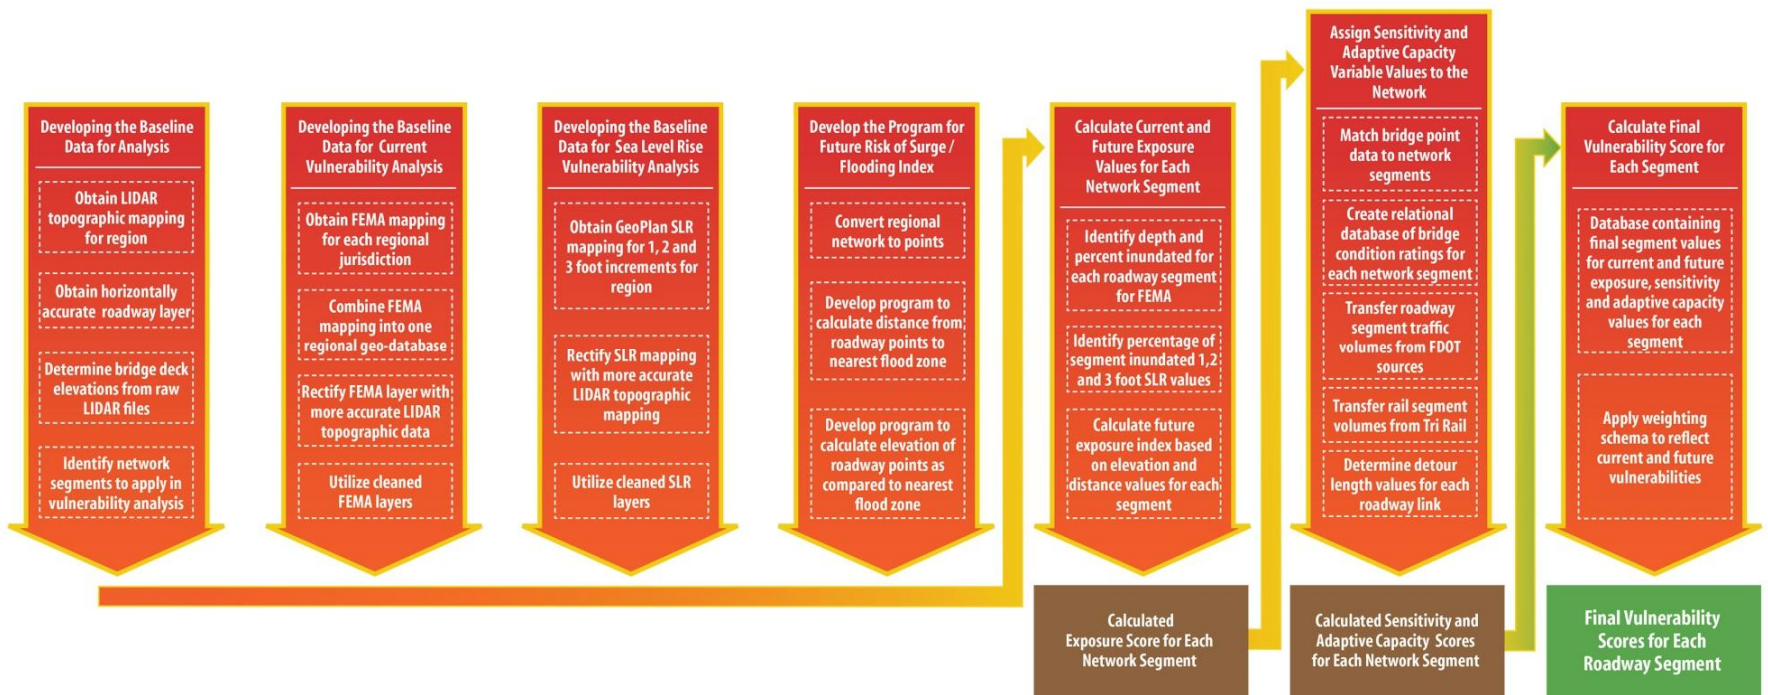 Developing the Baseline
Data for Analysis
Obtain LIDAR
topographic mapping
for region
Obtain horizontally
accurate roadway layer
Determine bridge deck
elevations from raw
LIDAR files
Identify network
segments to apply in
vulnerability analysis
Developing the Baseline
Data for Current
Vulnerability Analysis
Obtain FEMA mapping
for each regional
jurisdiction
Combine FEMA
mapping into one
regional geo-database
Rectify FEMA layer with
more accurate LIDAR
topographic data
Utilize cleaned
FEMA layers
Developing the Baseline
Data for Sea Level Rise
Vulnerability Analysis
Obtain GeoPlan SLR
mapping for 1, 2 and
3 foot increments for
region
Rectify SLR mapping
with more accurate
LIDAR topographic
mapping
Utilize cleaned SLR
layers
Develop the Program for
Future Risk of Surge /
Flooding Index
Convert regional
network to points
Develop program to
calculate distance from
roadway points to
nearest flood zone
Develop program to
calculate elevation of
roadway points as
compared to nearest
flood zone
Calculate Current and
Future Exposure
Values for Each
Network Segment
Identify depth and
percent inundated for
each roadway segment
for FEMA
Identify percentage of
segment inundated 1,2
and 3 foot SLR values
Calculate future
exposure index based
on elevation and
distance values for each
segment
Calculated
Exposure Score for Each
Network Segment
Assign Sensitivity and
Adaptive Capacity
Variable Values to the
Network
Match bridge point
data to network
segments
Create relational
database of bridge
condition ratings for
each network segment
Transfer roadway
segment traffic
volumes from FDOT
sources
Transfer rail segment
volumes from Tri Rail
Determine detour
length values for each
roadway link
Calculated Sensitivity and
Adaptive Capacity Scores
for Each Network Segment
Calculate Final
Vulnerability Score for
Each Segment
Database containing
final segment values
for current and future
exposure, sensitivity
and adaptive capacity
values for each
segment
Apply weighting
schema to reflect
current and future
vulnerabilities
Final Vulnerability
Scores for Each
Roadway Segment